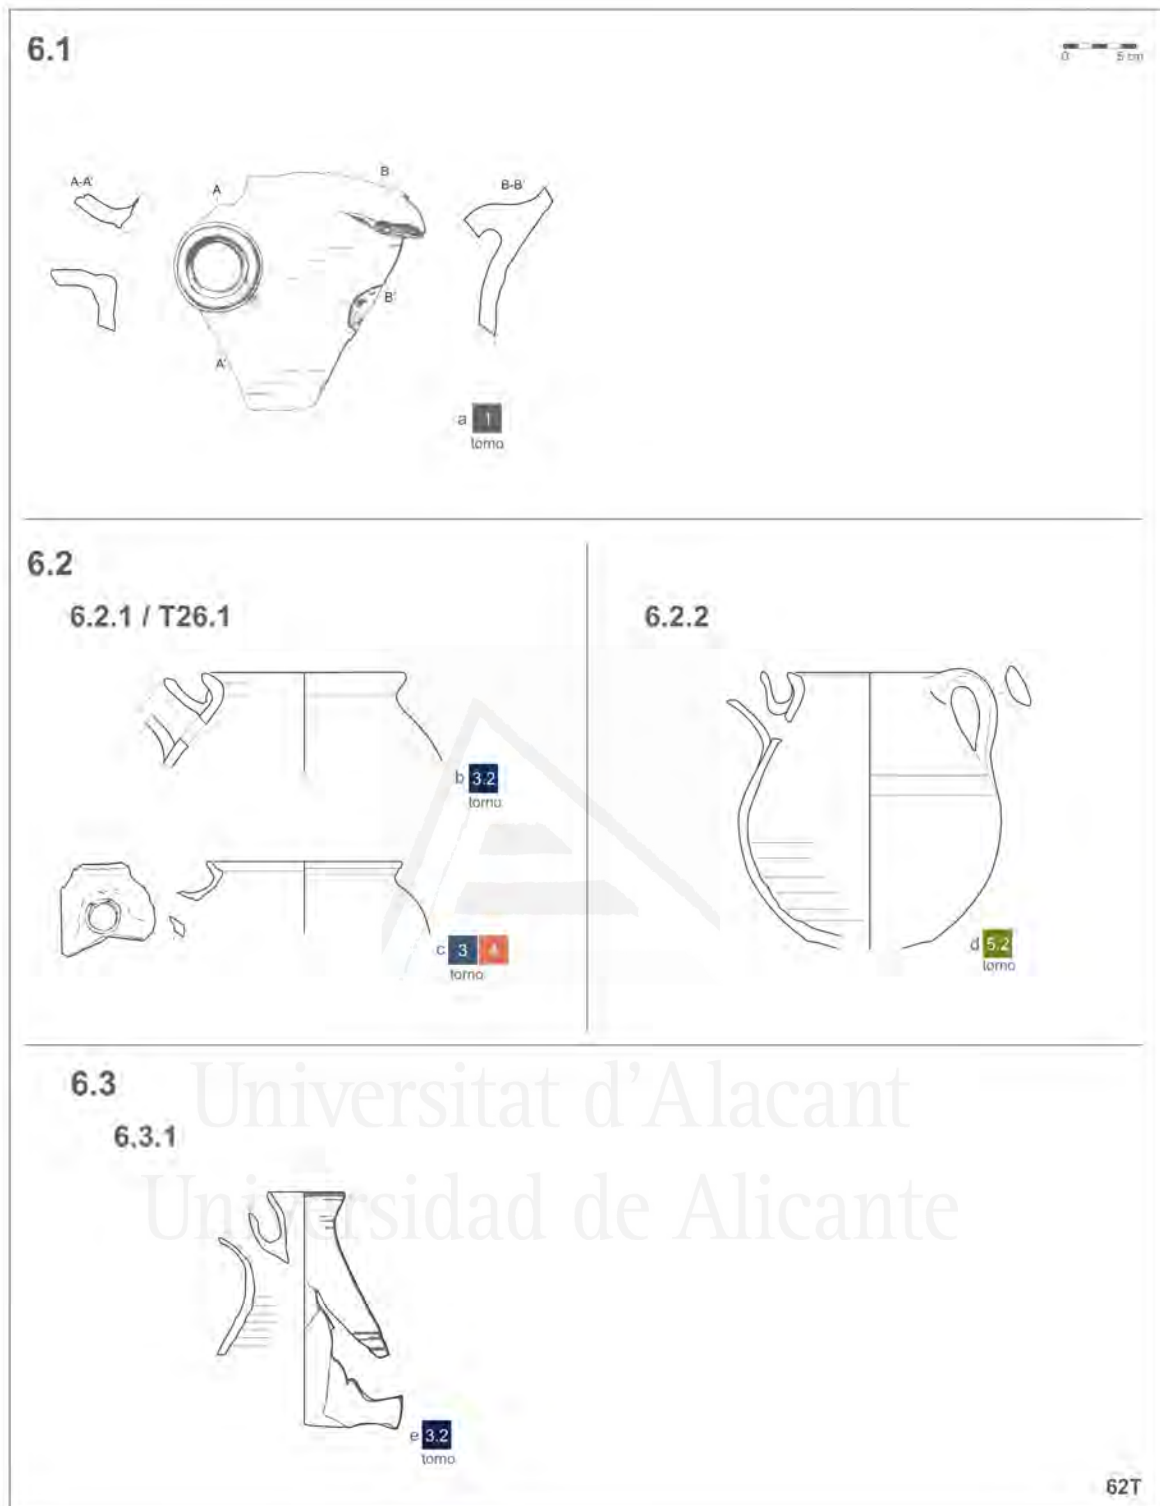 6.1
0 5 cm
A-A'
A
B
B-B'
B'
A'
a 1
torno
6.2
6.2.1 / T26.1
6.2.2
b 3.2
torno
c 3 4
torno
d 5.2
torno
Universitat d'Alacant
Universidad de Alicante
6.3
6.3.1
e 3.2
torno
62T